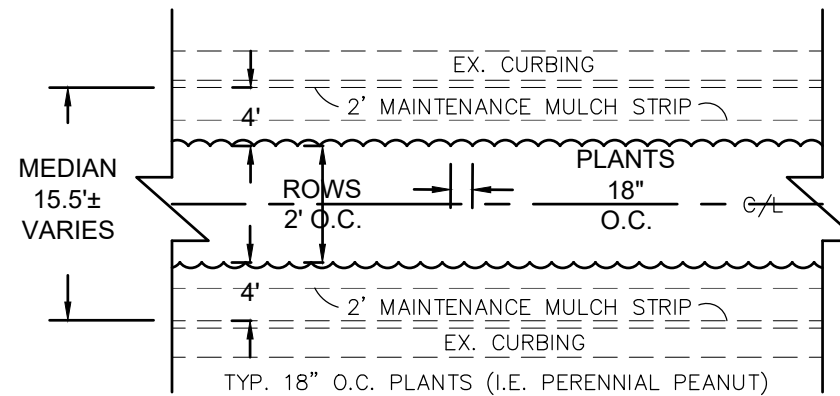 EX. CURBING
2' MAINTENANCE MULCH STRIP
4'
MEDIAN
15.5'±
VARIES
ROWS
2' O.C.
PLANTS
18"
O.C.
C/L
4'
2' MAINTENANCE MULCH STRIP
EX. CURBING
TYP. 18" O.C. PLANTS (I.E. PERENNIAL PEANUT)